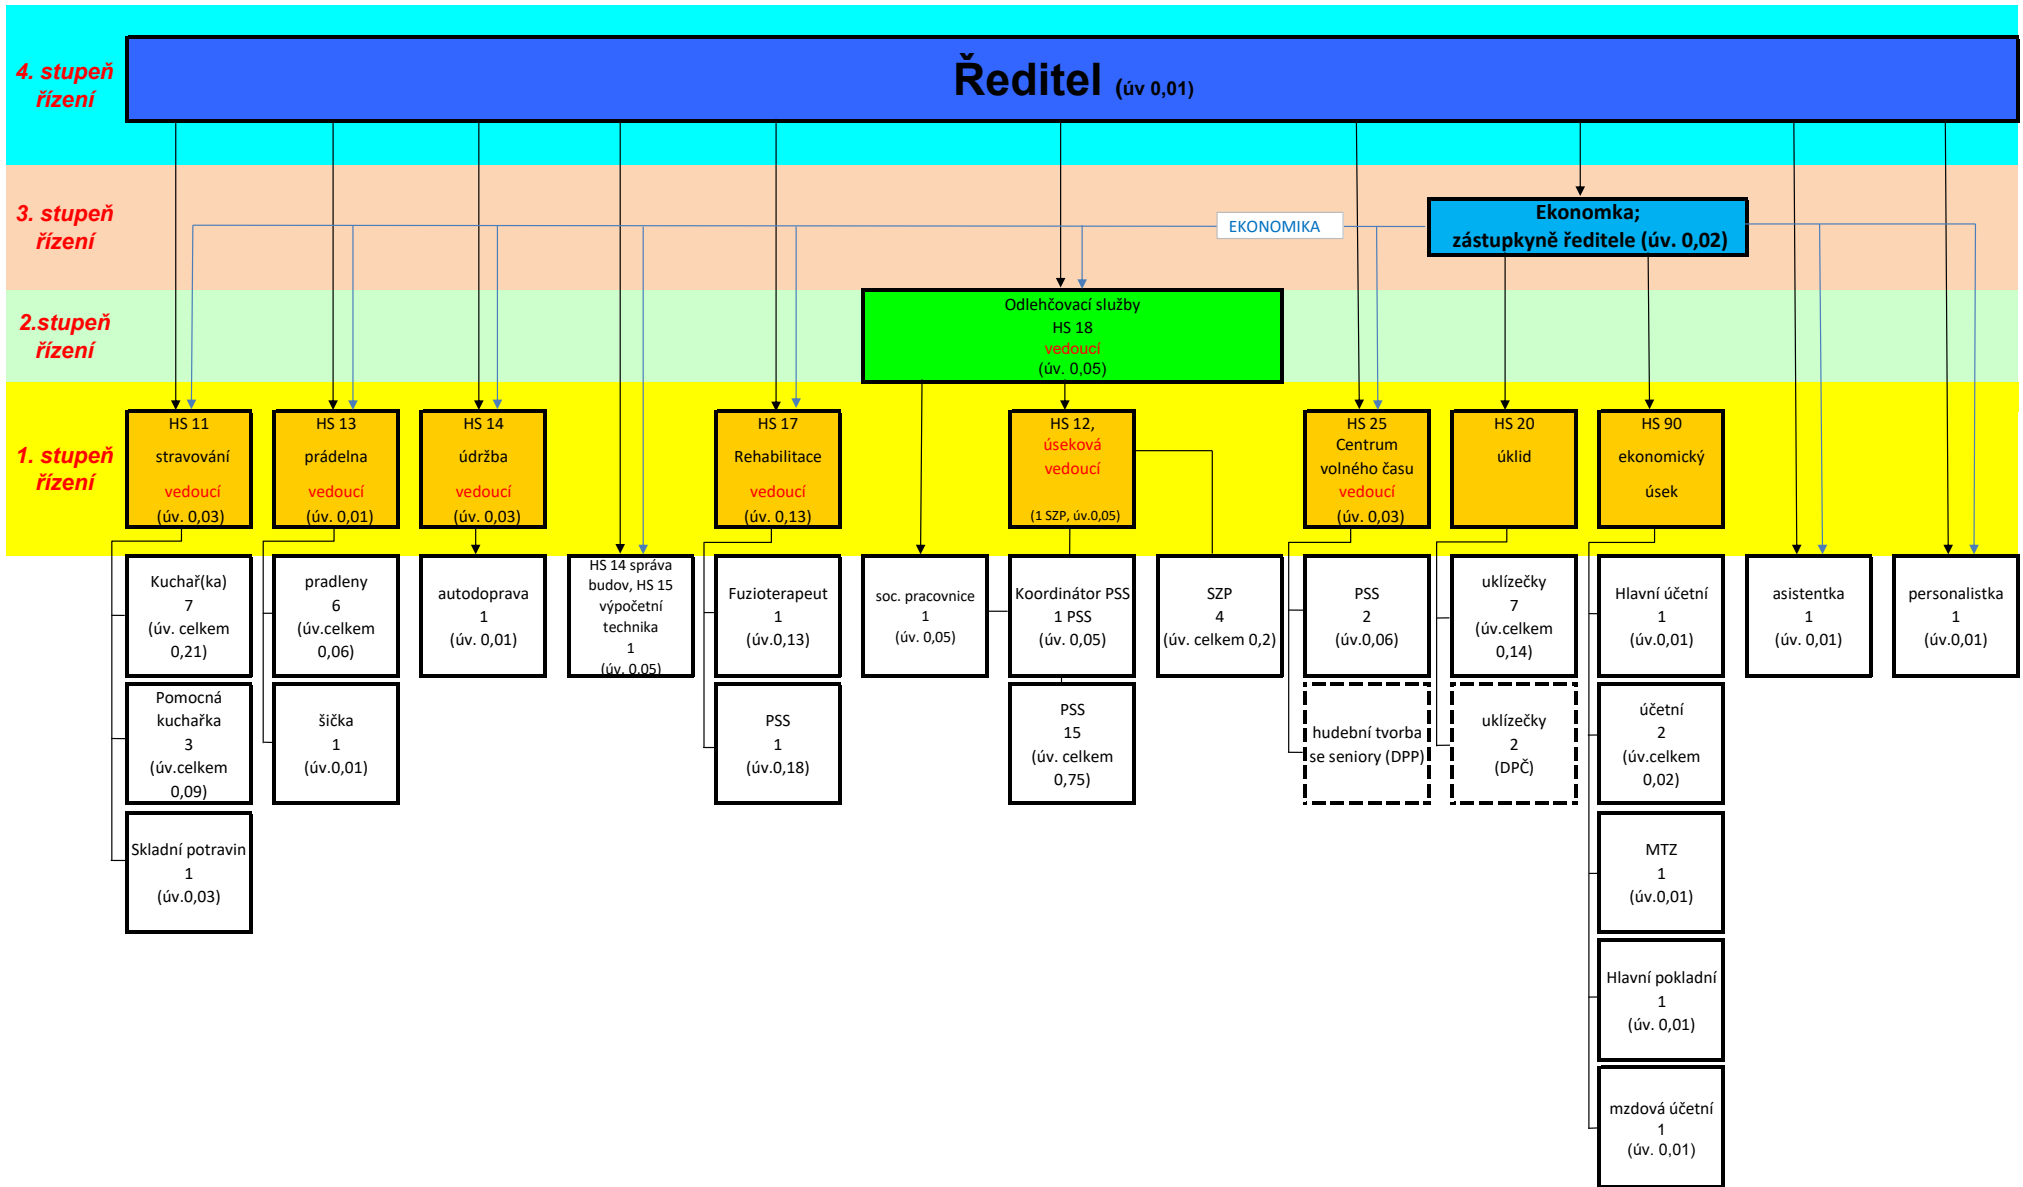 4. stupeň
řízení
Ředitel (úv 0,01)
3. stupeň
řízení
EKONOMIKA
Ekonomka;
zástupkyně ředitele (úv. 0,02)
2.stupeň
řízení
Odlehčovací služby
HS 18
vedoucí
(úv. 0,05)
1. stupeň
řízení
HS 11
stravování
vedoucí
(úv. 0,03)
HS 13
prádelna
vedoucí
(úv. 0,01)
HS 14
údržba
vedoucí
(úv. 0,03)
HS 17
Rehabilitace
vedoucí
(úv. 0,13)
HS 12,
úseková
vedoucí
(1 SZP, úv.0,05)
HS 25
Centrum
volného času
vedoucí
(úv. 0,03)
HS 20
úklid
HS 90
ekonomický
úsek
Kuchař(ka)
7
(úv. celkem
0,21)
pradleny
6
(úv.celkem
0,06)
autodoprava
1
(úv. 0,01)
HS 14 správa
budov, HS 15
výpočetní
technika
1
(úv. 0,05)
Fuzioterapeut
1
(úv.0,13)
soc. pracovnice
1
(úv. 0,05)
Koordinátor PSS
1 PSS
(úv. 0,05)
SZP
4
(úv. celkem 0,2)
PSS
2
(úv.0,06)
uklízečky
7
(úv.celkem
0,14)
Hlavní účetní
1
(úv.0,01)
asistentka
1
(úv. 0,01)
personalistka
1
(úv.0,01)
Pomocná
kuchařka
3
(úv.celkem
0,09)
šička
1
(úv.0,01)
PSS
1
(úv.0,18)
PSS
15
(úv. celkem
0,75)
hudební tvorba
se seniory (DPP)
uklízečky
2
(DPČ)
účetní
2
(úv.celkem
0,02)
Skladní potravin
1
(úv.0,03)
MTZ
1
(úv.0,01)
Hlavní pokladní
1
(úv. 0,01)
mzdová účetní
1
(úv. 0,01)